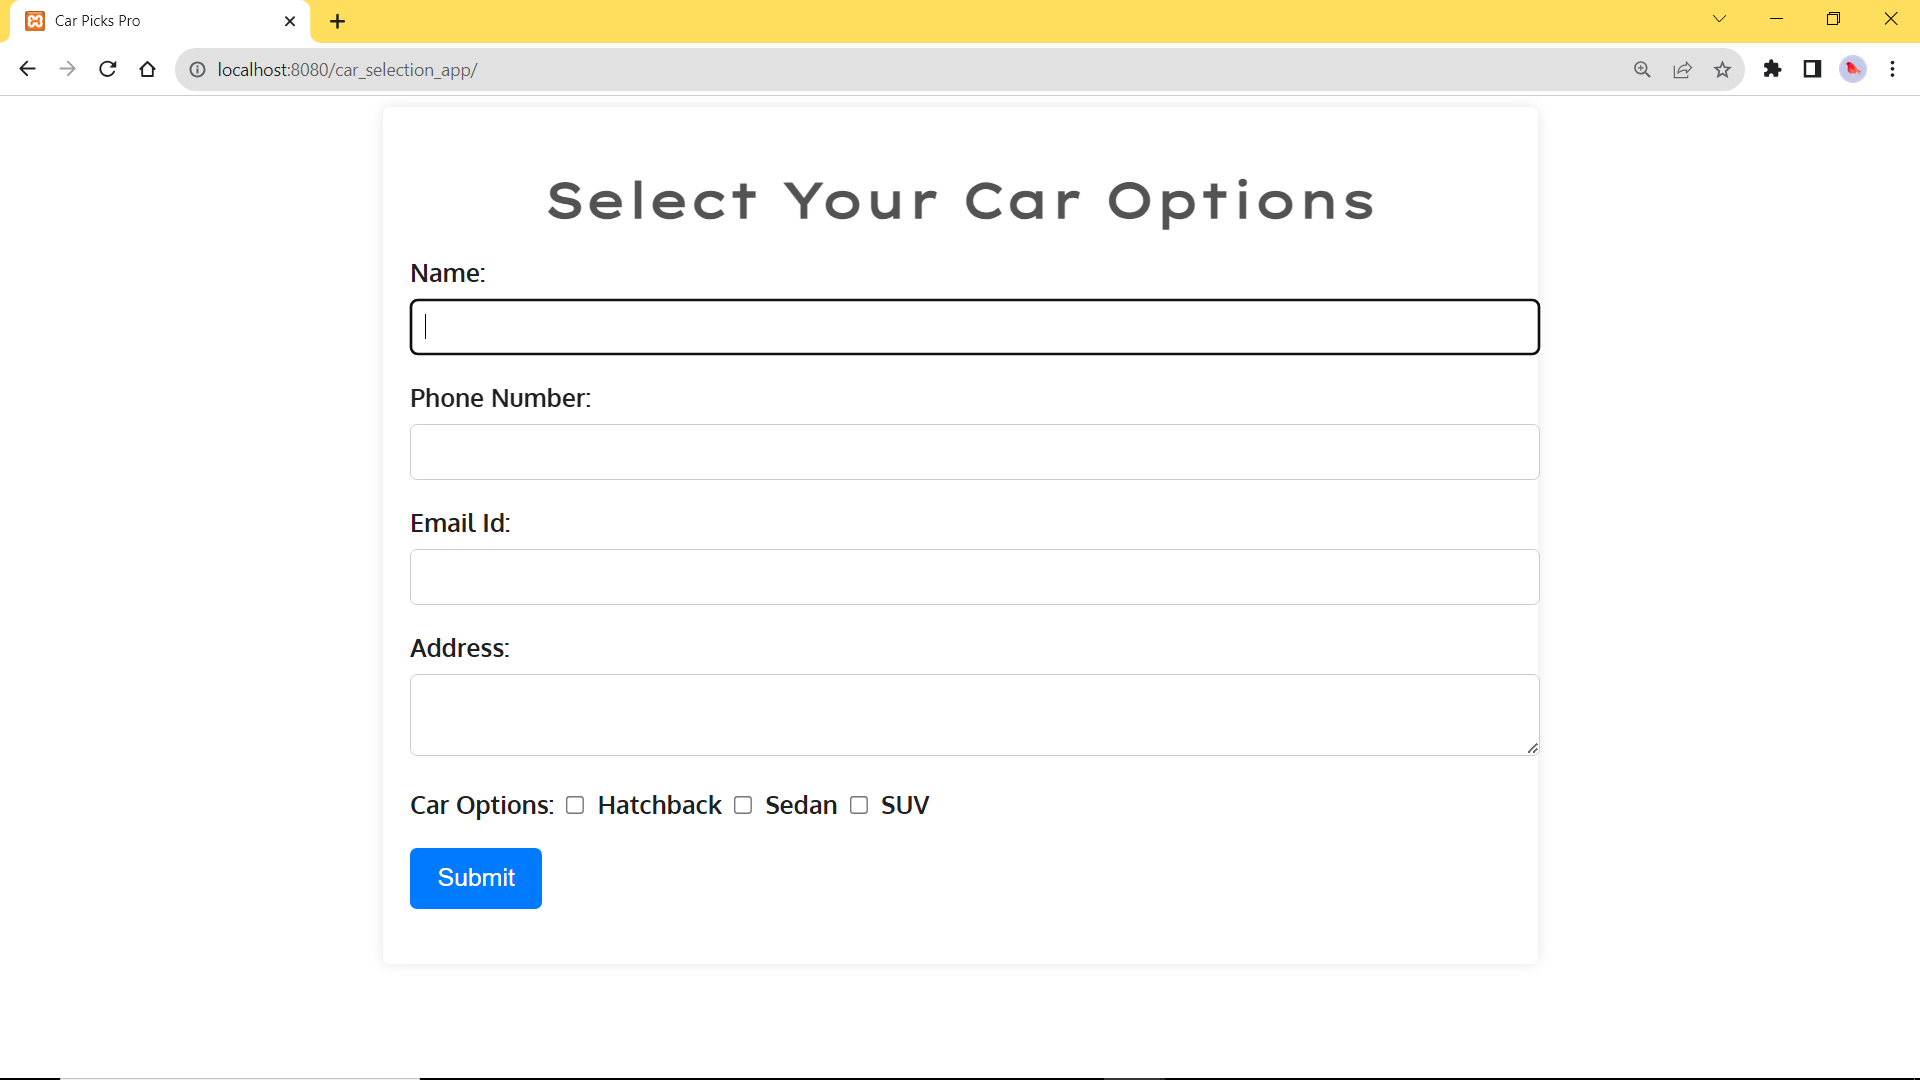 Car Picks Pro
localhost:8080/car_selection_app/
Select Your Car Options
Name:
Phone Number:
Email Id:
Address:
Car Options: Hatchback Sedan SUV
Submit